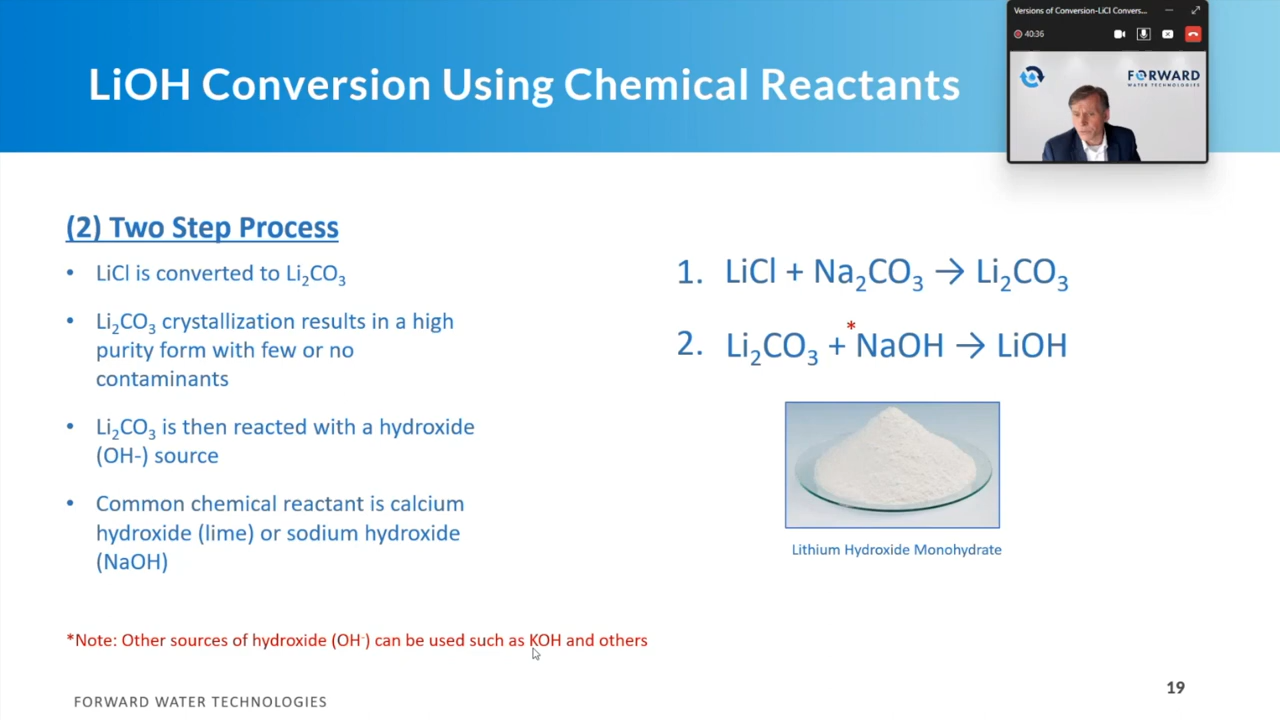 Versions of Conversion-LiCl Convers...
40:36
FORWARD
WATER TECHNOLOGIES
LiOH Conversion Using Chemical Reactants
(2) Two Step Process
• LiCl is converted to Li₂CO₃
• Li₂CO₃ crystallization results in a high
purity form with few or no
contaminants
• Li₂CO₃ is then reacted with a hydroxide
(OH-) source
• Common chemical reactant is calcium
hydroxide (lime) or sodium hydroxide
(NaOH)
1. LiCl + Na₂CO₃ → Li₂CO₃
2. Li₂CO₃ + *NaOH → LiOH
Lithium Hydroxide Monohydrate
*Note: Other sources of hydroxide (OH⁻) can be used such as KOH and others
FORWARD WATER TECHNOLOGIES
19